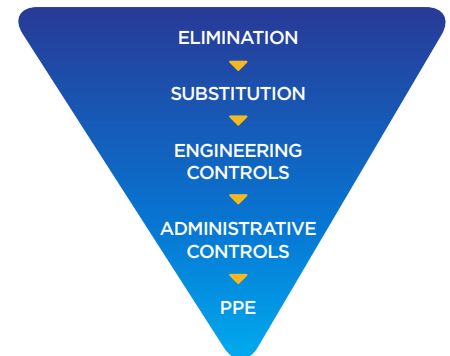 ELIMINATION
SUBSTITUTION
ENGINEERING
CONTROLS
ADMINISTRATIVE
CONTROLS
PPE